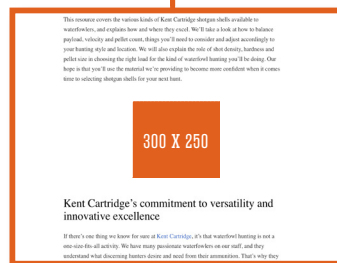 This resource covers the various kinds of Kent Cartridge shotgun shells available to
waterfowlers, and explains how and where they excel. We'll take a look at how to balance
payload, velocity and pellet count, things you'll need to consider and adjust accordingly to
your hunting style and location. We will also explain the role of shot density, hardness and
pellet size in choosing the right load for the kind of waterfowl hunting you'll be doing. Our
hope is that you'll use the material we're providing to become more confident when it comes
time to selecting shotgun shells for your next hunt.
300 X 250
Kent Cartridge's commitment to versatility and
innovative excellence
If there's one thing we know for sure at Kent Cartridge, it's that waterfowl hunting is not a
one-size-fits-all activity. We have many passionate waterfowlers on our staff, and they
understand what discerning hunters desire and need from their ammunition. That's why they